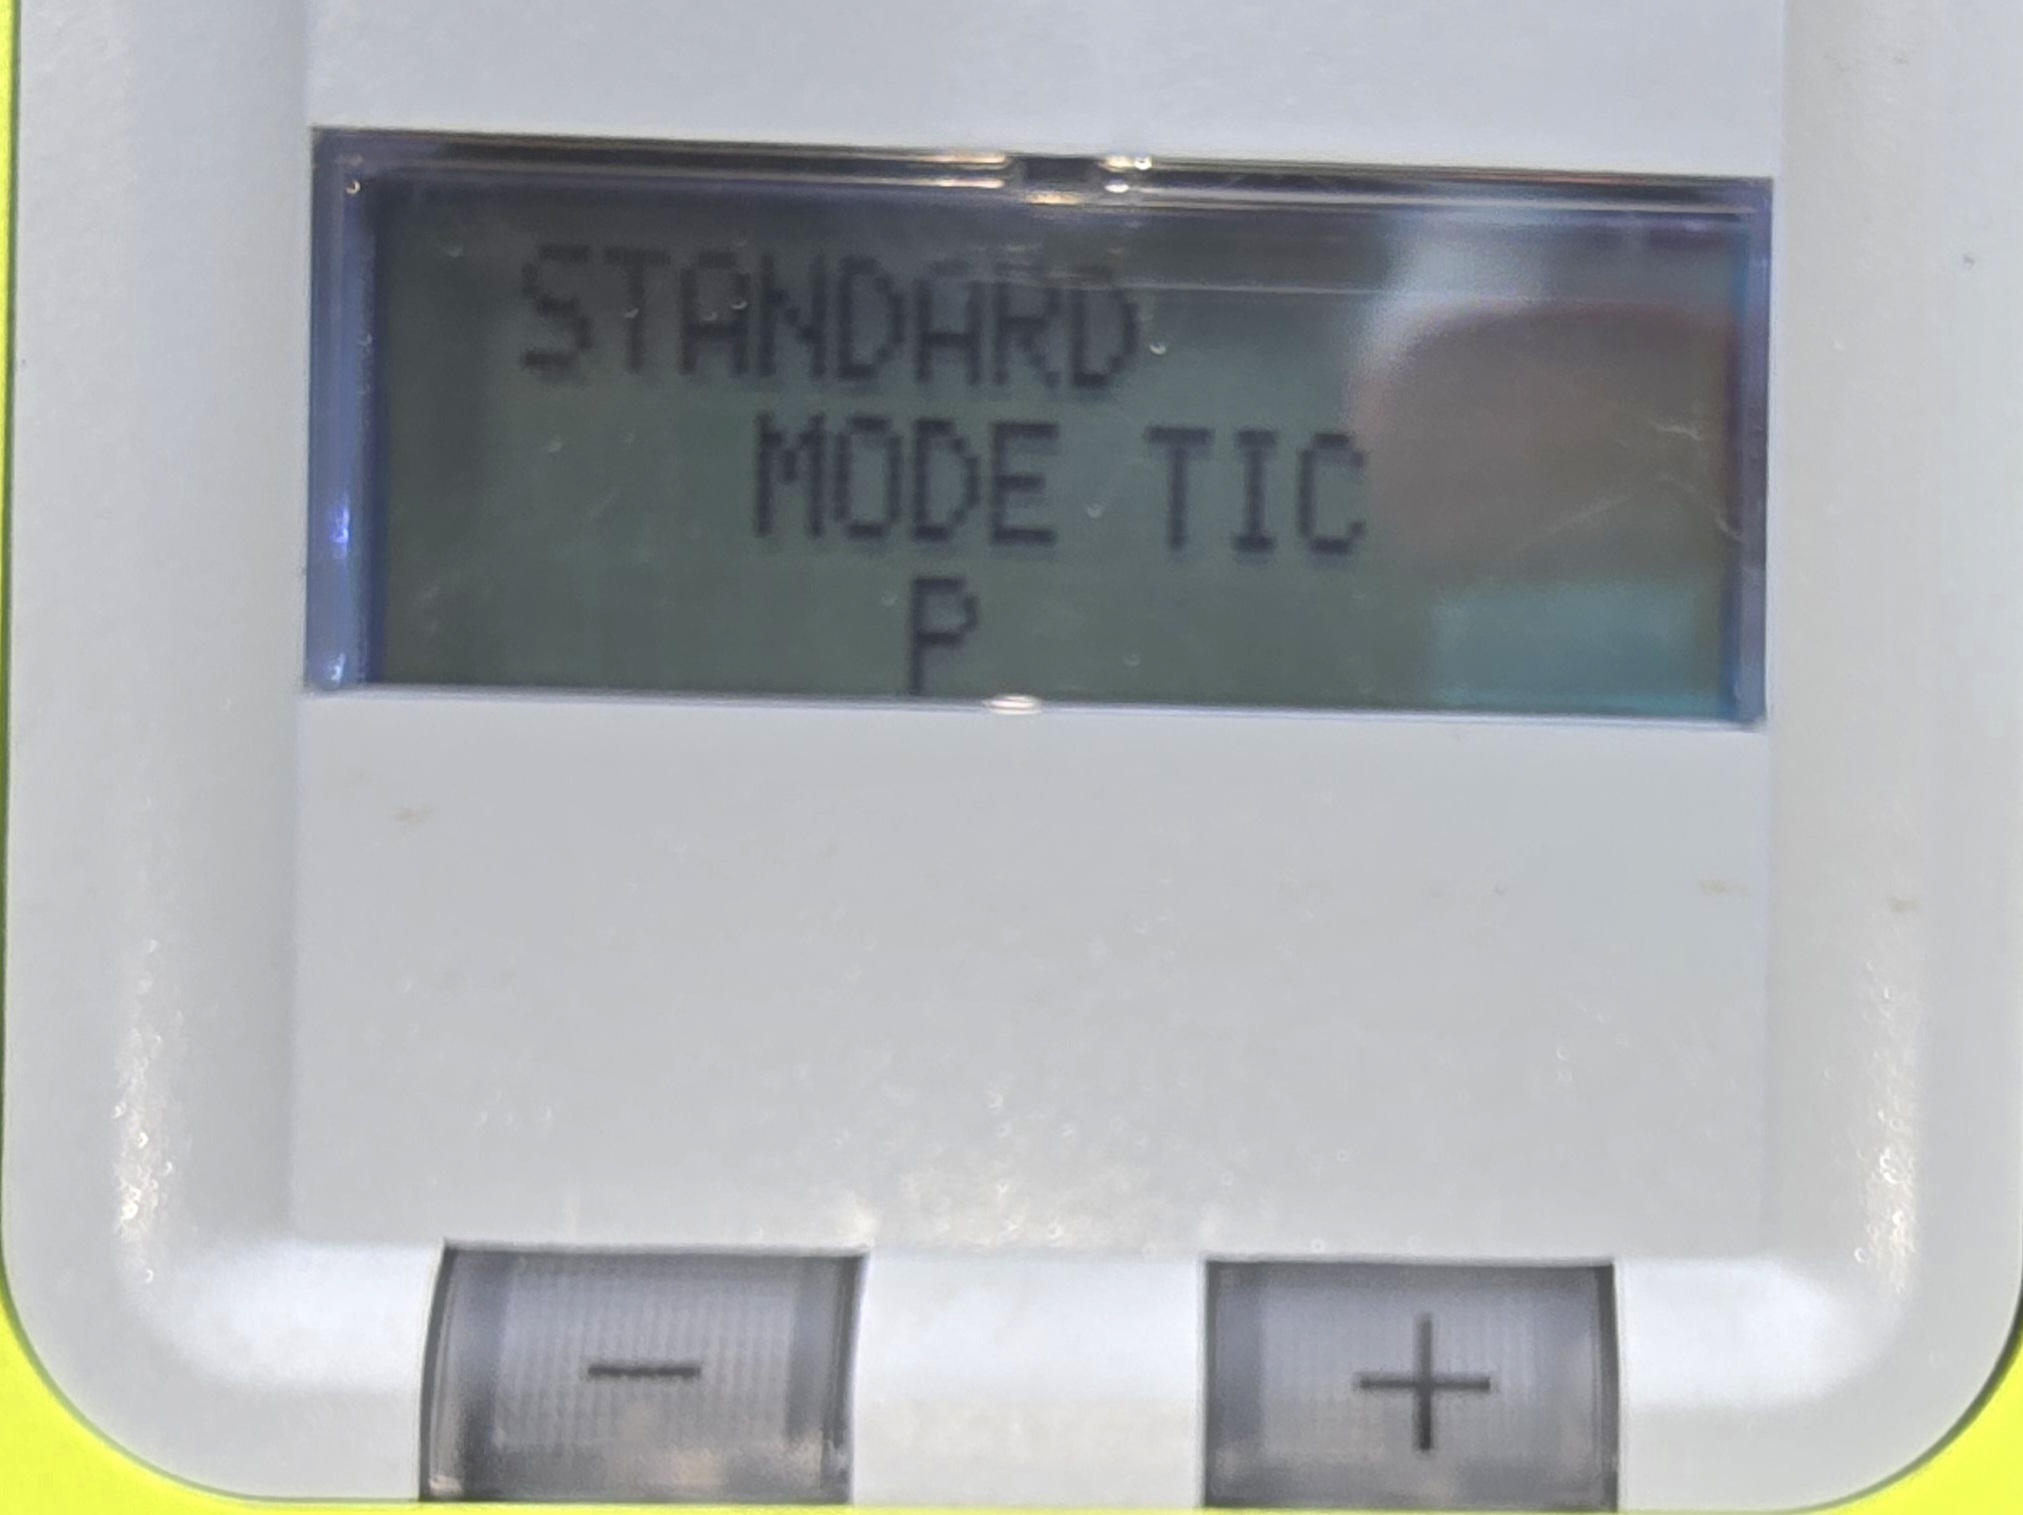 STANDARD
MODE TIC
P
−
+